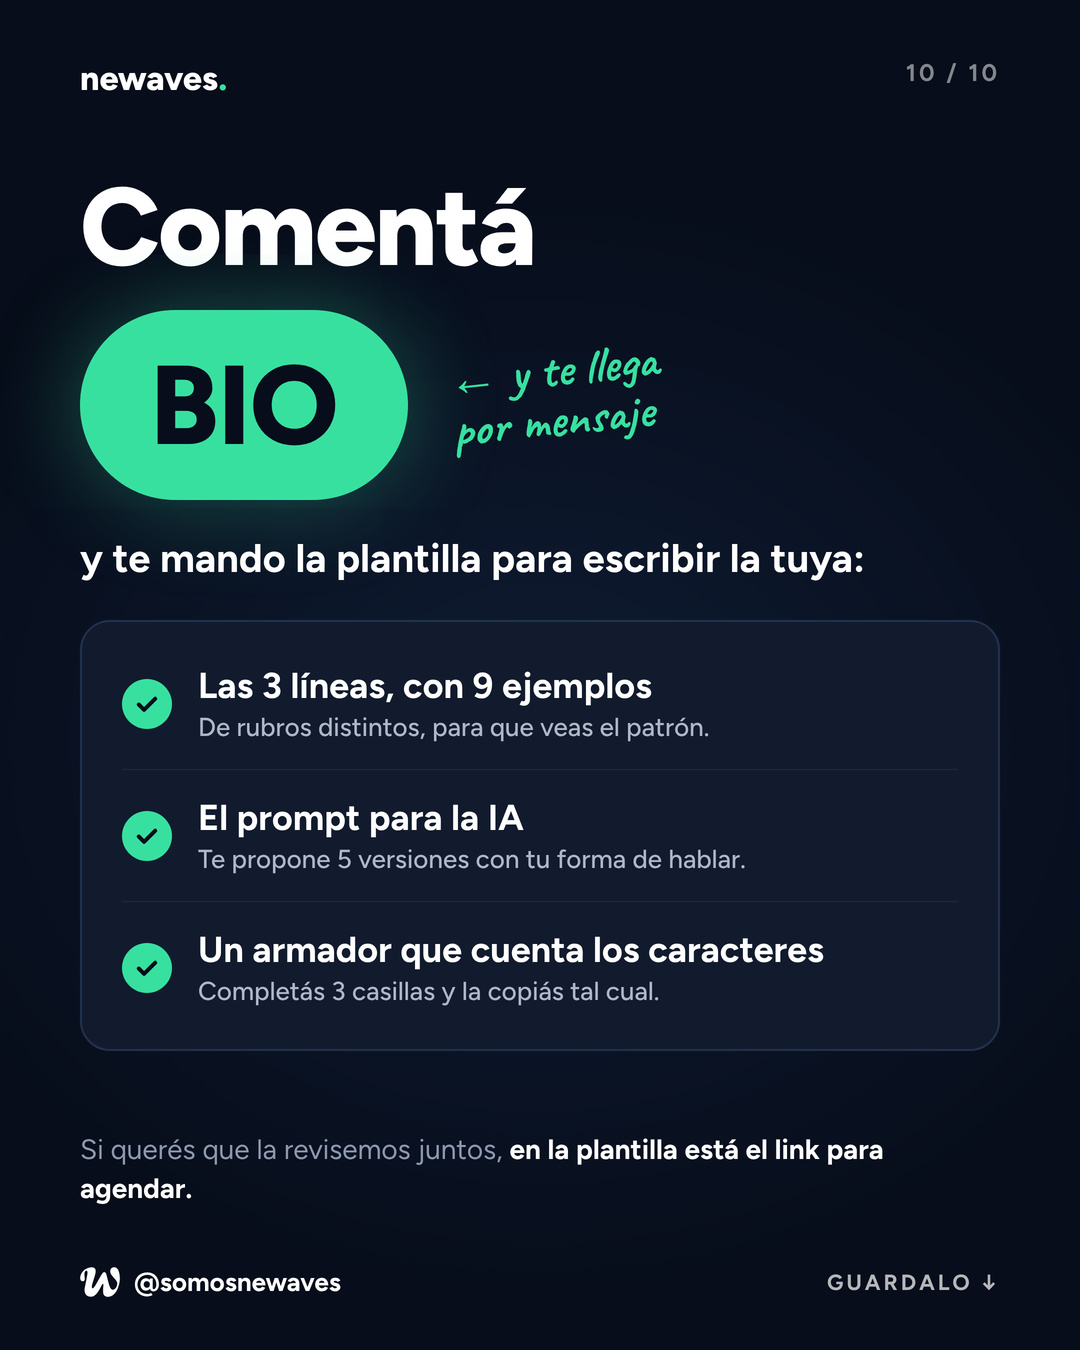 newaves.
10 / 10
Comentá
BIO
← y te llega
por mensaje
y te mando la plantilla para escribir la tuya:
Las 3 líneas, con 9 ejemplos
De rubros distintos, para que veas el patrón.
El prompt para la IA
Te propone 5 versiones con tu forma de hablar.
Un armador que cuenta los caracteres
Completás 3 casillas y la copiás tal cual.
Si querés que la revisemos juntos, en la plantilla está el link para
agendar.
W @somosnewaves
GUARDALO ↓